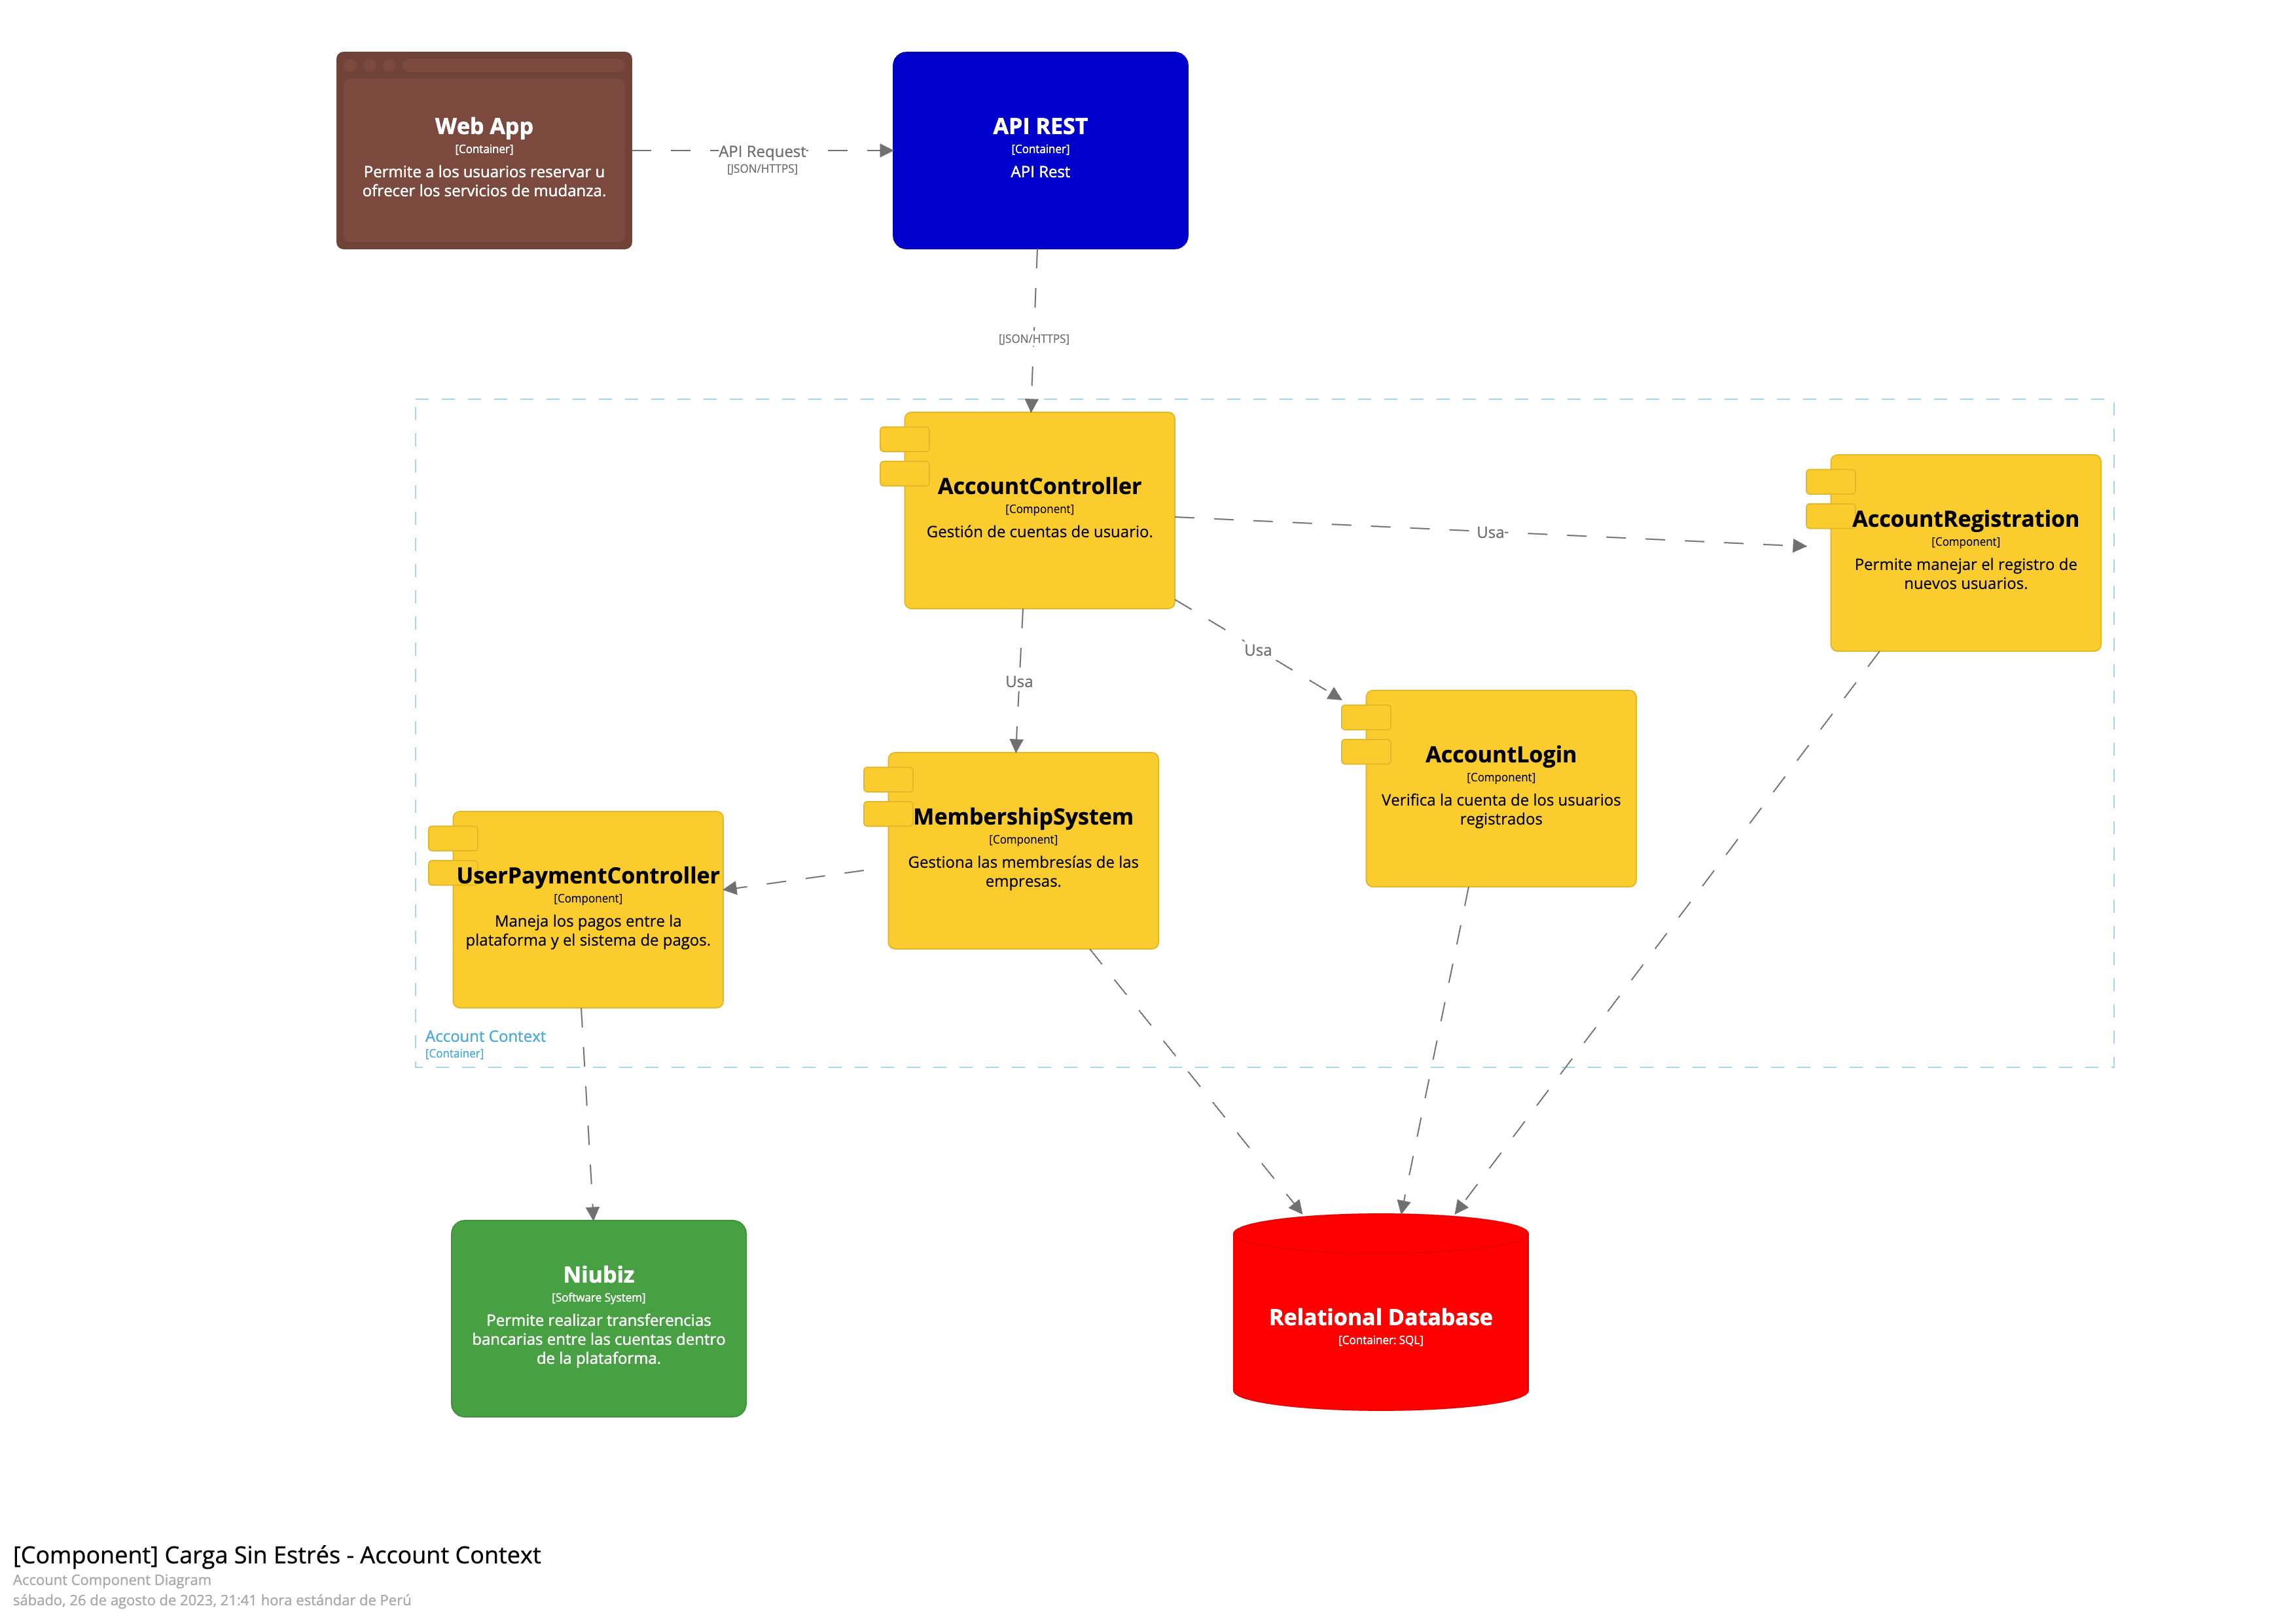 Web App
[Container]
Permite a los usuarios reservar u
ofrecer los servicios de mudanza.
API Request
[JSON/HTTPS]
API REST
[Container]
API Rest
[JSON/HTTPS]
AccountController
[Component]
Gestión de cuentas de usuario.
Usa
AccountRegistration
[Component]
Permite manejar el registro de
nuevos usuarios.
Usa
Usa
AccountLogin
[Component]
Verifica la cuenta de los usuarios
registrados
MembershipSystem
[Component]
Gestiona las membresías de las
empresas.
UserPaymentController
[Component]
Maneja los pagos entre la
plataforma y el sistema de pagos.
Account Context
[Container]
Niubiz
[Software System]
Permite realizar transferencias
bancarias entre las cuentas dentro
de la plataforma.
Relational Database
[Container: SQL]
[Component] Carga Sin Estrés - Account Context
Account Component Diagram
sábado, 26 de agosto de 2023, 21:41 hora estándar de Perú